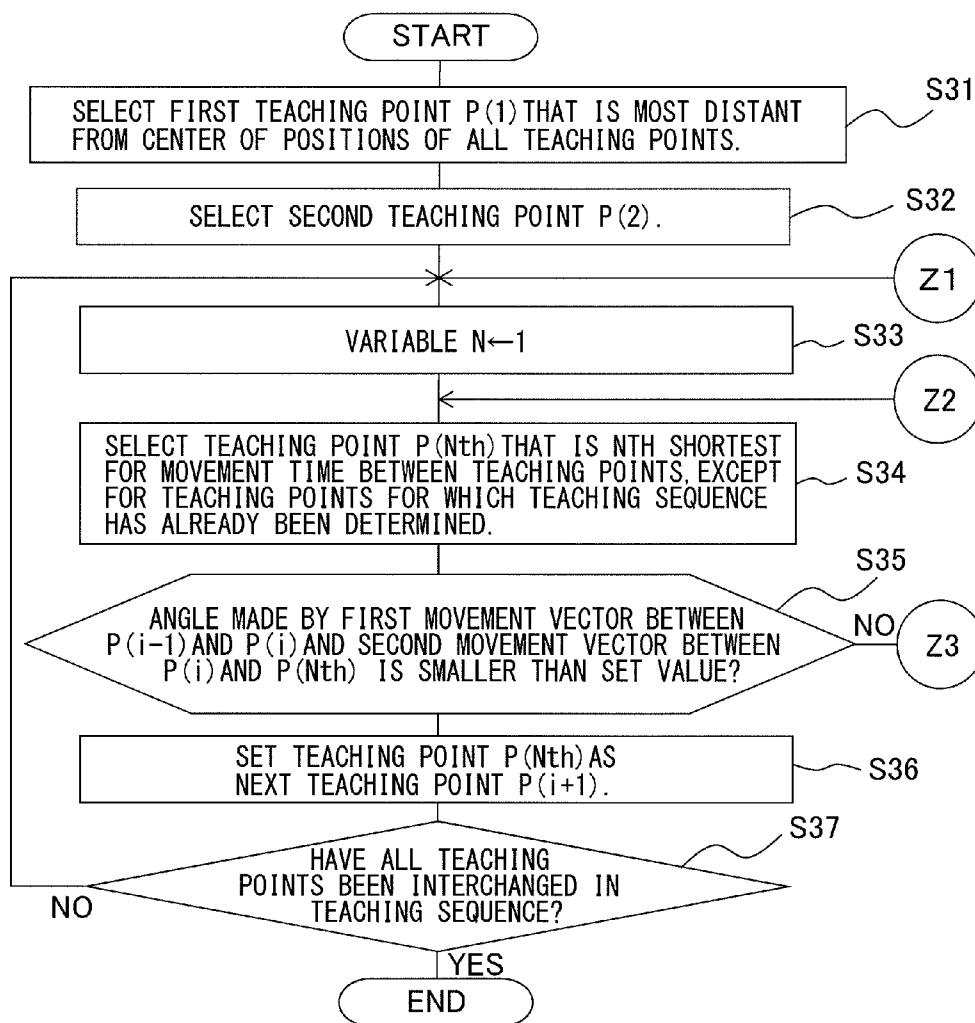 START
SELECT FIRST TEACHING POINT P(1) THAT IS MOST DISTANT
FROM CENTER OF POSITIONS OF ALL TEACHING POINTS.
S31
SELECT SECOND TEACHING POINT P(2).
S32
Z1
VARIABLE N←1
S33
Z2
SELECT TEACHING POINT P(Nth) THAT IS NTH SHORTEST
FOR MOVEMENT TIME BETWEEN TEACHING POINTS, EXCEPT
FOR TEACHING POINTS FOR WHICH TEACHING SEQUENCE
HAS ALREADY BEEN DETERMINED.
S34
S35
ANGLE MADE BY FIRST MOVEMENT VECTOR BETWEEN
P(i-1) AND P(i) AND SECOND MOVEMENT VECTOR BETWEEN
P(i) AND P(Nth) IS SMALLER THAN SET VALUE?
NO
Z3
SET TEACHING POINT P(Nth) AS
NEXT TEACHING POINT P(i+1).
S36
S37
HAVE ALL TEACHING
POINTS BEEN INTERCHANGED IN
TEACHING SEQUENCE?
NO
YES
END